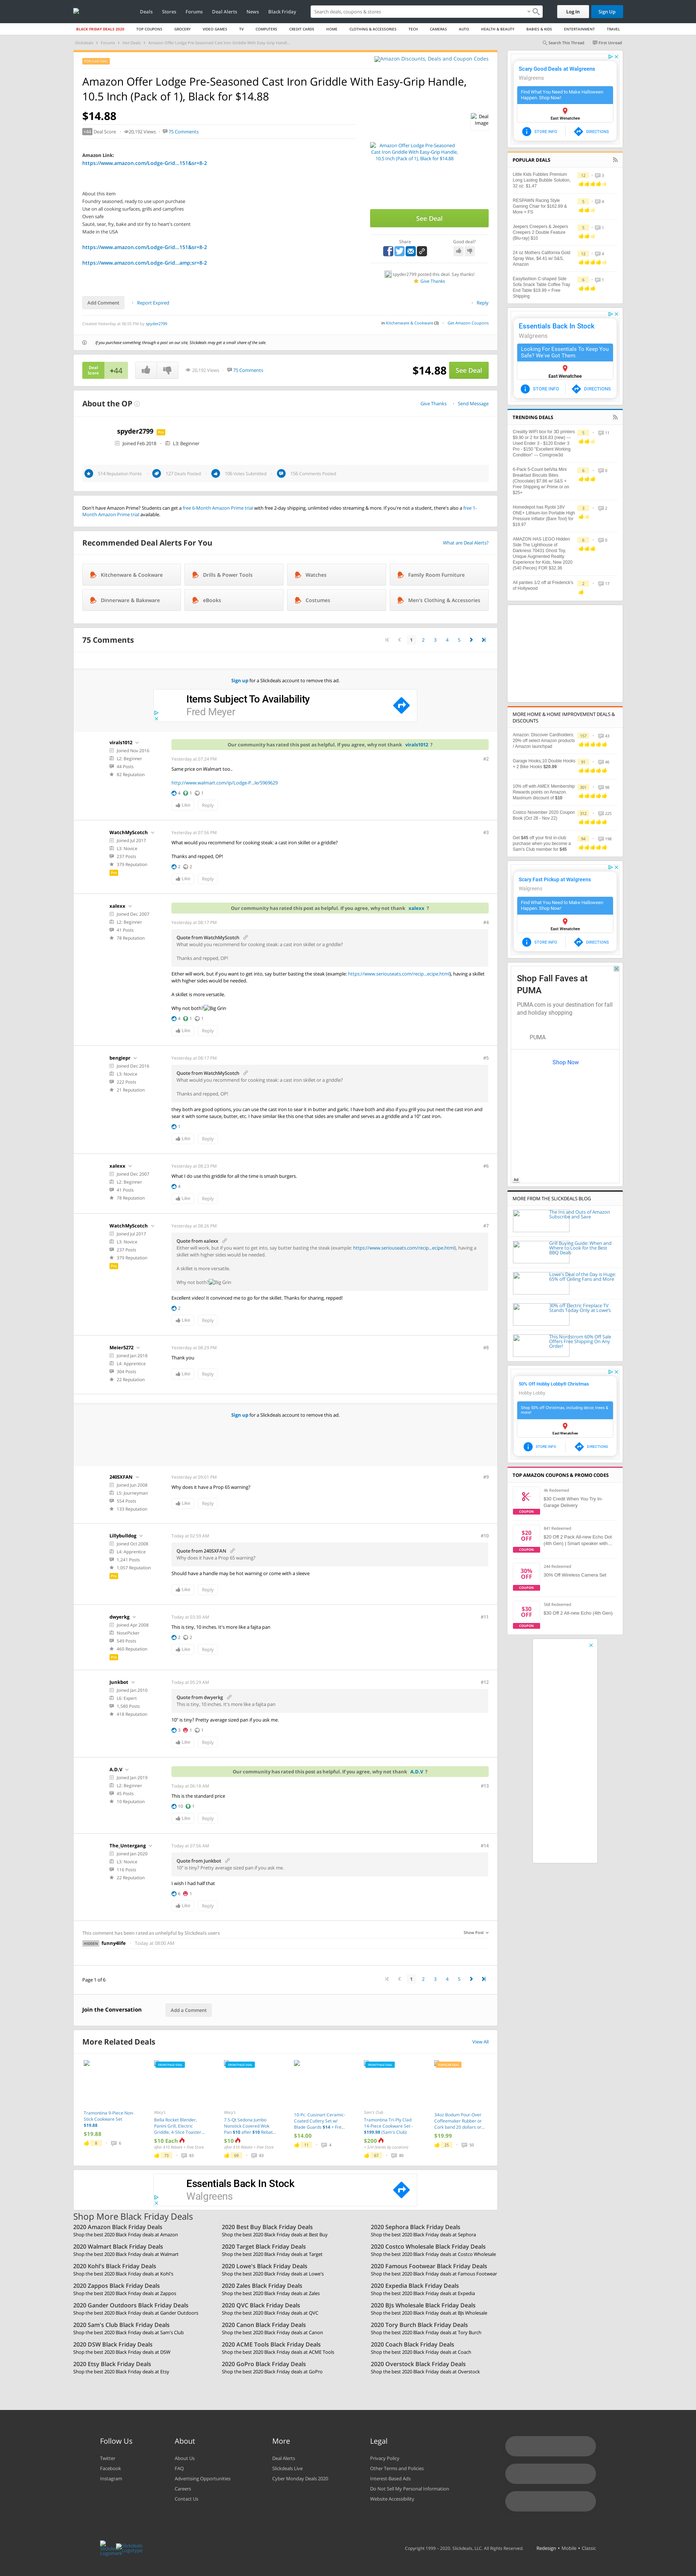 Deals Stores Forums Deal Alerts News Black Friday
Search deals, coupons & stores
Log In
Sign Up
BLACK FRIDAY DEALS 2020 TOP COUPONS GROCERY VIDEO GAMES TV COMPUTERS CREDIT CARDS HOME CLOTHING & ACCESSORIES TECH CAMERAS AUTO HEALTH & BEAUTY BABIES & KIDS ENTERTAINMENT TRAVEL
Search This Thread First Unread
Amazon Discounts, Deals and Coupon Codes
Amazon Offer Lodge Pre-Seasoned Cast Iron Griddle With Easy-Grip Handle, 10.5 Inch (Pack of 1), Black for $14.88
$14.88
+44 Deal Score 20,192 Views 75 Comments
Deal Image
Amazon Link:
https://www.amazon.com/Lodge-Grid...151&sr=8-2
Amazon Offer Lodge Pre-Seasoned
Cast Iron Griddle With Easy-Grip Handle,
10.5 Inch (Pack of 1), Black for $14.88
About this item
Foundry seasoned, ready to use upon purchase
Use on all cooking surfaces, grills and campfires
Oven safe
Sauté, sear, fry, bake and stir fry to heart's content
Made in the USA
See Deal
https://www.amazon.com/Lodge-Grid...151&sr=8-2
https://www.amazon.com/Lodge-Grid...amp;sr=8-2
Share
Good deal?
spyder2799 posted this deal. Say thanks!
Give Thanks
Add Comment
Report Expired
Reply
Created Yesterday at 06:55 PM by spyder2799
in Kitchenware & Cookware (3) Get Amazon Coupons
If you purchase something through a post on our site, Slickdeals may get a small share of the sale.
Deal Score +44
20,192 Views 75 Comments
$14.88
See Deal
About the OP
Give Thanks Send Message
spyder2799 Pro
Joined Feb 2018 L3: Beginner
574 Reputation Points 127 Deals Posted 106 Votes Submitted 156 Comments Posted
Don't have Amazon Prime? Students can get a free 6-Month Amazon Prime trial with free 2-day shipping, unlimited video streaming & more. If you're not a student, there's also a free 1-Month Amazon Prime trial available.
Recommended Deal Alerts For You
What are Deal Alerts?
Kitchenware & Cookware
Drills & Power Tools
Watches
Family Room Furniture
Dinnerware & Bakeware
eBooks
Costumes
Men's Clothing & Accessories
75 Comments
1 2 3 4 5
Sign up for a Slickdeals account to remove this ad.
Items Subject To Availability
Fred Meyer
virals1012
Joined Nov 2016
L2: Beginner
44 Posts
82 Reputation
Our community has rated this post as helpful. If you agree, why not thank virals1012 ?
Yesterday at 07:24 PM
#2
Same price on Walmart too..
http://www.walmart.com/ip/Lodge-P...le/5969629
4 1 1
Like Reply
WatchMyScotch
Joined Jul 2017
L3: Novice
237 Posts
379 Reputation
Pro
Yesterday at 07:56 PM
#3
What would you recommend for cooking steak: a cast iron skillet or a griddle?
Thanks and repped, OP!
2 2
Like Reply
xalexx
Joined Dec 2007
L2: Beginner
41 Posts
78 Reputation
Our community has rated this post as helpful. If you agree, why not thank xalexx ?
Yesterday at 08:17 PM
#4
Quote from WatchMyScotch
What would you recommend for cooking steak: a cast iron skillet or a griddle?
Thanks and repped, OP!
Either will work, but if you want to get into, say butter basting the steak (example: https://www.seriouseats.com/recip...ecipe.html), having a skillet with higher sides would be needed.
A skillet is more versatile.
Why not both? Big Grin
4 1 1
Like Reply
bengiepr
Joined Dec 2016
L3: Novice
222 Posts
21 Reputation
Yesterday at 08:17 PM
#5
Quote from WatchMyScotch
What would you recommend for cooking steak: a cast iron skillet or a griddle?
Thanks and repped, OP!
they both are good options, you can use the cast iron to sear it in butter and garlic. I have both and also if you grill you prep it next the cast iron and sear it with some sauce, butter, etc. I have similar like this one that sides are smaller and serves as a griddle and a 10" cast iron.
1
Like Reply
xalexx
Joined Dec 2007
L2: Beginner
41 Posts
78 Reputation
Yesterday at 08:23 PM
#6
What I do use this griddle for all the time is smash burgers.
4
Like Reply
WatchMyScotch
Joined Jul 2017
L3: Novice
237 Posts
379 Reputation
Pro
Yesterday at 08:26 PM
#7
Quote from xalexx
Either will work, but if you want to get into, say butter basting the steak (example: https://www.seriouseats.com/recip...ecipe.html), having a skillet with higher sides would be needed.
A skillet is more versatile.
Why not both? Big Grin
Excellent video! It convinced me to go for the skillet. Thanks for sharing, repped!
2
Like Reply
Meier5272
Joined Jan 2018
L4: Apprentice
304 Posts
22 Reputation
Yesterday at 08:29 PM
#8
Thank you
Like Reply
Sign up for a Slickdeals account to remove this ad.
240SXFAN
Joined Jun 2008
L5: Journeyman
554 Posts
133 Reputation
Yesterday at 09:01 PM
#9
Why does it have a Prop 65 warning?
Like Reply
Lillybulldog
Joined Oct 2008
L4: Apprentice
1,241 Posts
1,057 Reputation
Pro
Today at 02:59 AM
#10
Quote from 240SXFAN
Why does it have a Prop 65 warning?
Should have a handle may be hot warning or come with a sleeve
Like Reply
dwyerkg
Joined Apr 2008
NosePicker
549 Posts
460 Reputation
Pro
Today at 03:30 AM
#11
This is tiny, 10 inches. It's more like a fajita pan
2 2
Like Reply
Junkbot
Joined Jan 2010
L6: Expert
1,580 Posts
418 Reputation
Today at 05:29 AM
#12
Quote from dwyerkg
This is tiny, 10 inches. It's more like a fajita pan
10" is tiny? Pretty average sized pan if you ask me.
3 1 1
Like Reply
A.D.V
Joined Jan 2019
L2: Beginner
45 Posts
10 Reputation
Our community has rated this post as helpful. If you agree, why not thank A.D.V ?
Today at 06:18 AM
#13
This is the standard price
10 1
Like Reply
The_Untergang
Joined Jan 2020
L3: Novice
116 Posts
22 Reputation
Today at 07:56 AM
#14
Quote from Junkbot
10" is tiny? Pretty average sized pan if you ask me.
I wish I had half that
6 1
Like Reply
This comment has been rated as unhelpful by Slickdeals users
Show Post
HIDDEN funny4life Today at 08:00 AM
Page 1 of 6
1 2 3 4 5
Join the Conversation
Add a Comment
More Related Deals
View All
Tramontina 9-Piece Non-Stick Cookware Set $19.88
$19.88
Macy's
Bella Rocket Blender, Panini Grill, Electric Griddle, 4-Slice Toaster...
$10 Each
Macy's
7.5-Qt Sedona Jumbo Nonstick Covered Wok Pan $10 after $10 Rebat...
$10
10-Pc. Cuisinart Ceramic-Coated Cutlery Set w/ Blade Guards $14 + Fre...
$14.00
Sam's Club
Tramontina Tri-Ply Clad 14-Piece Cookware Set - $199.98 (Sam's Club)
$200
34oz Bodum Pour-Over Coffeemaker Rubber or Cork band 20 dollars or...
$19.99
Essentials Back In Stock
Walgreens
Shop More Black Friday Deals
2020 Amazon Black Friday Deals
Shop the best 2020 Black Friday deals at Amazon
2020 Best Buy Black Friday Deals
Shop the best 2020 Black Friday deals at Best Buy
2020 Sephora Black Friday Deals
Shop the best 2020 Black Friday deals at Sephora
2020 Walmart Black Friday Deals
Shop the best 2020 Black Friday deals at Walmart
2020 Target Black Friday Deals
Shop the best 2020 Black Friday deals at Target
2020 Costco Wholesale Black Friday Deals
Shop the best 2020 Black Friday deals at Costco Wholesale
2020 Kohl's Black Friday Deals
Shop the best 2020 Black Friday deals at Kohl's
2020 Lowe's Black Friday Deals
Shop the best 2020 Black Friday deals at Lowe's
2020 Famous Footwear Black Friday Deals
Shop the best 2020 Black Friday deals at Famous Footwear
2020 Zappos Black Friday Deals
Shop the best 2020 Black Friday deals at Zappos
2020 Zales Black Friday Deals
Shop the best 2020 Black Friday deals at Zales
2020 Expedia Black Friday Deals
Shop the best 2020 Black Friday deals at Expedia
2020 Gander Outdoors Black Friday Deals
Shop the best 2020 Black Friday deals at Gander Outdoors
2020 QVC Black Friday Deals
Shop the best 2020 Black Friday deals at QVC
2020 BJs Wholesale Black Friday Deals
Shop the best 2020 Black Friday deals at BJs Wholesale
2020 Sam's Club Black Friday Deals
Shop the best 2020 Black Friday deals at Sam's Club
2020 Canon Black Friday Deals
Shop the best 2020 Black Friday deals at Canon
2020 Tory Burch Black Friday Deals
Shop the best 2020 Black Friday deals at Tory Burch
2020 DSW Black Friday Deals
Shop the best 2020 Black Friday deals at DSW
2020 ACME Tools Black Friday Deals
Shop the best 2020 Black Friday deals at ACME Tools
2020 Coach Black Friday Deals
Shop the best 2020 Black Friday deals at Coach
2020 Etsy Black Friday Deals
Shop the best 2020 Black Friday deals at Etsy
2020 GoPro Black Friday Deals
Shop the best 2020 Black Friday deals at GoPro
2020 Overstock Black Friday Deals
Shop the best 2020 Black Friday deals at Overstock
Scary Good Deals at Walgreens
Walgreens
Find What You Need to Make Halloween Happen. Shop Now!
East Wenatchee
STORE INFO DIRECTIONS
POPULAR DEALS
Little Kids Fubbles Premium Long Lasting Bubble Solution, 32 oz. $1.47
RESPAWN Racing Style Gaming Chair for $162.89 & More + FS
Jeepers Creepers & Jeepers Creepers 2 Double Feature (Blu-ray) $10
24 oz Mothers California Gold Spray Wax, $4.41 w/ S&S, Amazon
Easyfashion C-shaped Side Sofa Snack Table Coffee Tray End Table $19.99 + Free Shipping
Essentials Back In Stock
Walgreens
Looking For Essentials To Keep You Safe? We've Got Them.
East Wenatchee
STORE INFO DIRECTIONS
TRENDING DEALS
Creality WIFI box for 3D printers $9.90 or 2 for $16.83 (new) --- Used Ender 3 - $120 Ender 3 Pro - $150 "Excellent Working Condition" --- Comgrow3d
6-Pack 5-Count belVita Mini Breakfast Biscuits Bites (Chocolate) $7.86 w/ S&S + Free Shipping w/ Prime or on $25+
Homedepot has Ryobi 18V ONE+ Lithium-Ion Portable High Pressure Inflator (Bare Tool) for $19.97
AMAZON HAS LEGO Hidden Side The Lighthouse of Darkness 70431 Ghost Toy, Unique Augmented Reality Experience for Kids, New 2020 (540 Pieces) FOR $32.38
All panties 1/2 off at Frederick's of Hollywood
MORE HOME & HOME IMPROVEMENT DEALS & DISCOUNTS
Amazon: Discover Cardholders: 20% off select Amazon products / Amazon launchpad
Garage Hooks,10 Double Hooks + 2 Bike Hooks $20.99
10% off with AMEX Membership Rewards points on Amazon. Maximum discount of $10
Costco November 2020 Coupon Book (Oct 28 - Nov 22)
Get $45 off your first in-club purchase when you become a Sam's Club member for $45
Scary Fast Pickup at Walgreens
Walgreens
Find What You Need to Make Halloween Happen. Shop Now!
East Wenatchee
STORE INFO DIRECTIONS
Shop Fall Faves at PUMA
PUMA.com is your destination for fall and holiday shopping
PUMA
Shop Now
Ad
MORE FROM THE SLICKDEALS BLOG
The Ins and Outs of Amazon Subscribe and Save
Grill Buying Guide: When and Where to Look for the Best BBQ Deals
Lowe's Deal of the Day is Huge: 65% off Ceiling Fans and More
30% off Electric Fireplace TV Stands Today Only at Lowe's
This Nordstrom 60% Off Sale Offers Free Shipping On Any Order!
50% Off Hobby Lobby® Christmas
Hobby Lobby
Shop 50% off Christmas, including decor, trees & more!
East Wenatchee
STORE INFO DIRECTIONS
TOP AMAZON COUPONS & PROMO CODES
4k Redeemed
$30 Credit When You Try In-Garage Delivery
COUPON
$20 OFF
COUPON
841 Redeemed
$20 Off 2 Pack All-new Echo Dot (4th Gen) | Smart speaker with...
30% OFF
COUPON
249 Redeemed
30% Off Wireless Camera Set
$30 OFF
COUPON
358 Redeemed
$30 Off 2 All-new Echo (4th Gen)
Follow Us
Twitter
Facebook
Instagram
About
About Us
FAQ
Advertising Opportunities
Careers
Contact Us
More
Deal Alerts
Slickdeals Live
Cyber Monday Deals 2020
Legal
Privacy Policy
Other Terms and Policies
Interest-Based Ads
Do Not Sell My Personal Information
Website Accessibility
Copyright 1999 - 2020. Slickdeals, LLC. All Rights Reserved. Redesign • Mobile • Classic